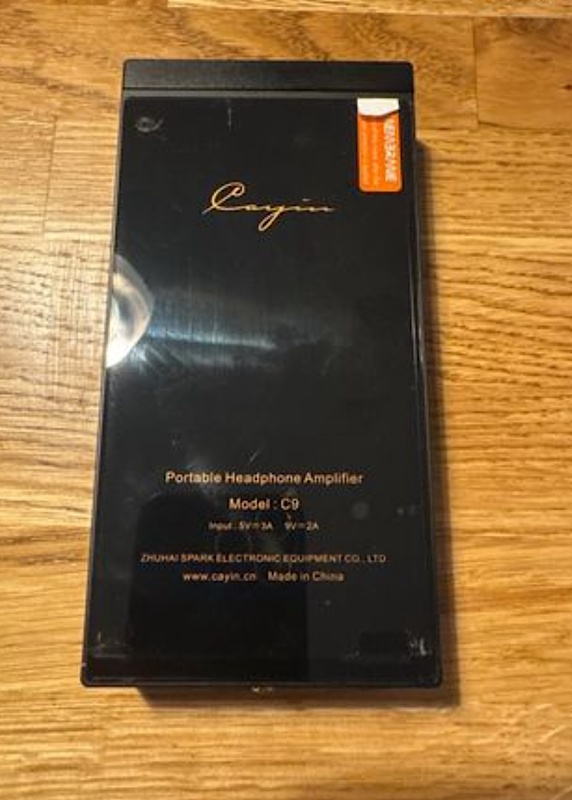 MEMBRANE
Cayin
Portable Headphone Amplifier
Model : C9
Input : 5V⎓3A 9V⎓2A
ZHUHAI SPARK ELECTRONIC EQUIPMENT CO., LTD
www.cayin.cn Made in China